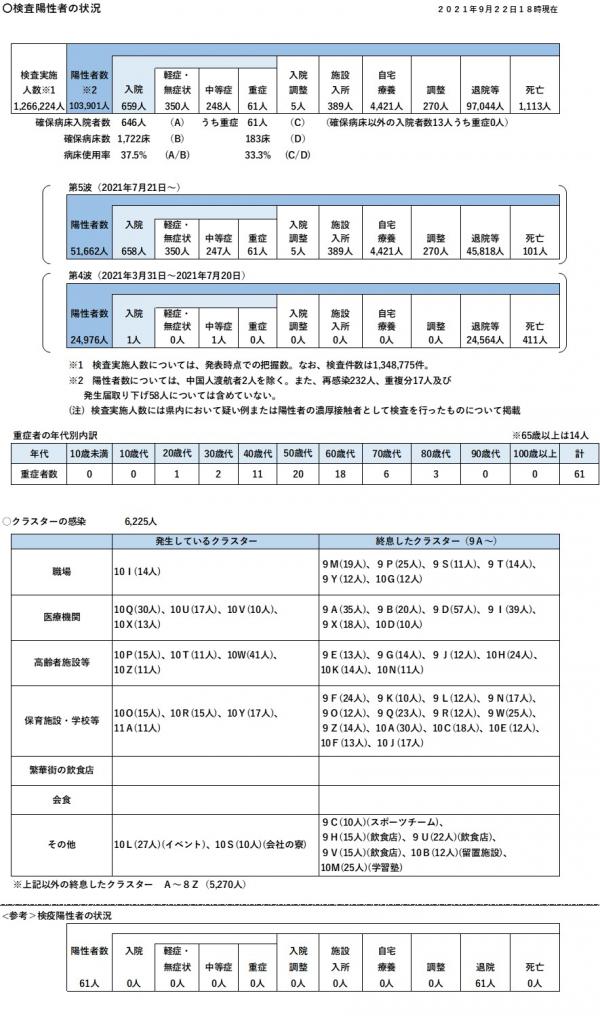 〇検査陽性者の状況
２０２１年９月２２日１８時現在
検査実施人数※1 陽性者数※2 入院 軽症・無症状 中等症 重症 入院調整 施設入所 自宅療養 調整 退院等 死亡
1,266,224人 103,901人 659人 350人 248人 61人 5人 389人 4,421人 270人 97,044人 1,113人
確保病床入院者数 646人 (A) うち重症 61人 (C) (確保病床以外の入院者数13人うち重症0人)
確保病床数 1,722床 (B) 183床 (D)
病床使用率 37.5% (A/B) 33.3% (C/D)
第5波（2021年7月21日～）
陽性者数 入院 軽症・無症状 中等症 重症 入院調整 施設入所 自宅療養 調整 退院等 死亡
51,662人 658人 350人 247人 61人 5人 389人 4,421人 270人 45,818人 101人
第4波（2021年3月31日～2021年7月20日）
陽性者数 入院 軽症・無症状 中等症 重症 入院調整 施設入所 自宅療養 調整 退院等 死亡
24,976人 1人 0人 1人 0人 0人 0人 0人 0人 24,564人 411人
※1　検査実施人数については、発表時点での把握数。なお、検査件数は1,348,775件。
※2　陽性者数については、中国人渡航者2人を除く。また、再感染232人、重複分17人及び
発生届取り下げ58人については含めていない。
（注）検査実施人数には県内において疑い例または陽性者の濃厚接触者として検査を行ったものについて掲載
重症者の年代別内訳
※65歳以上は14人
年代 10歳未満 10歳代 20歳代 30歳代 40歳代 50歳代 60歳代 70歳代 80歳代 90歳代 100歳以上 計
重症者数 0 0 1 2 11 20 18 6 3 0 0 61
○クラスターの感染　6,225人
発生しているクラスター 終息したクラスター（９A～）
職場
10Ｉ(14人)
９M(19人)、９P(25人)、９S(11人)、９T(14人)、
９Y(12人)、10G(12人)
医療機関
10Q(30人)、10U(17人)、10V(10人)、
10X(13人)
９A(35人)、９B(20人)、９D(57人)、９Ｉ(39人)、
９X(18人)、10D(10人)
高齢者施設等
10P(15人)、10T(11人)、10W(41人)、
10Z(11人)
９E(13人)、９G(14人)、９J(12人)、10H(24人)、
10K(14人)、10N(11人)
保育施設・学校等
10O(15人)、10R(15人)、10Y(17人)、
11A(11人)
９F(24人)、９K(10人)、９L(12人)、９N(17人)、
９O(12人)、９Q(23人)、９R(12人)、９W(25人)、
９Z(14人)、10A(30人)、10C(18人)、10E(12人)、
10F(13人)、10J(17人)
繁華街の飲食店
会食
その他
10L(27人)(イベント)、10S(10人)(会社の寮)
９C(10人)(スポーツチーム)、
９H(15人)(飲食店)、９U(22人)(飲食店)、
９V(15人)(飲食店)、10B(12人)(留置施設)、
10M(25人)(学習塾)
※上記以外の終息したクラスター　A～８Z（5,270人）
<参考>検疫陽性者の状況
陽性者数 入院 軽症・無症状 中等症 重症 入院調整 施設入所 自宅療養 調整 退院 死亡
61人 0人 0人 0人 0人 0人 0人 0人 0人 61人 0人